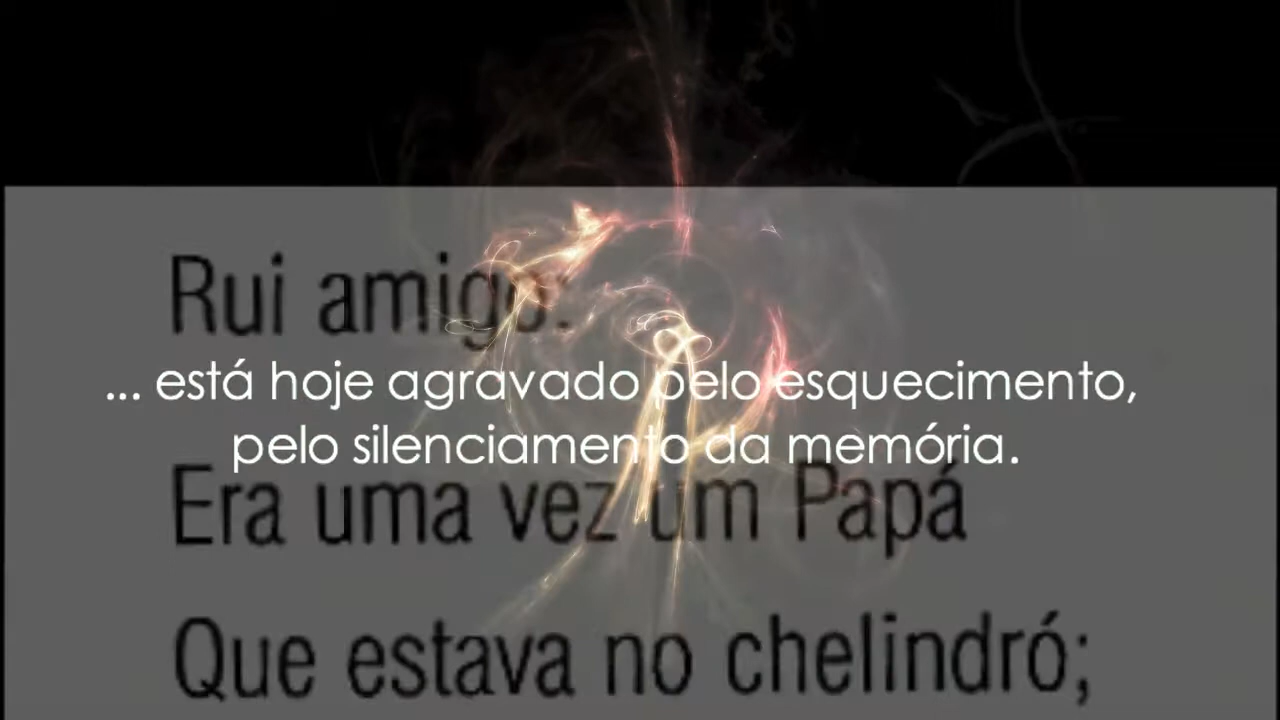 Rui amigo:
... está hoje agravado pelo esquecimento,
pelo silenciamento da memória.
Era uma vez um Papá
Que estava no chelindró;